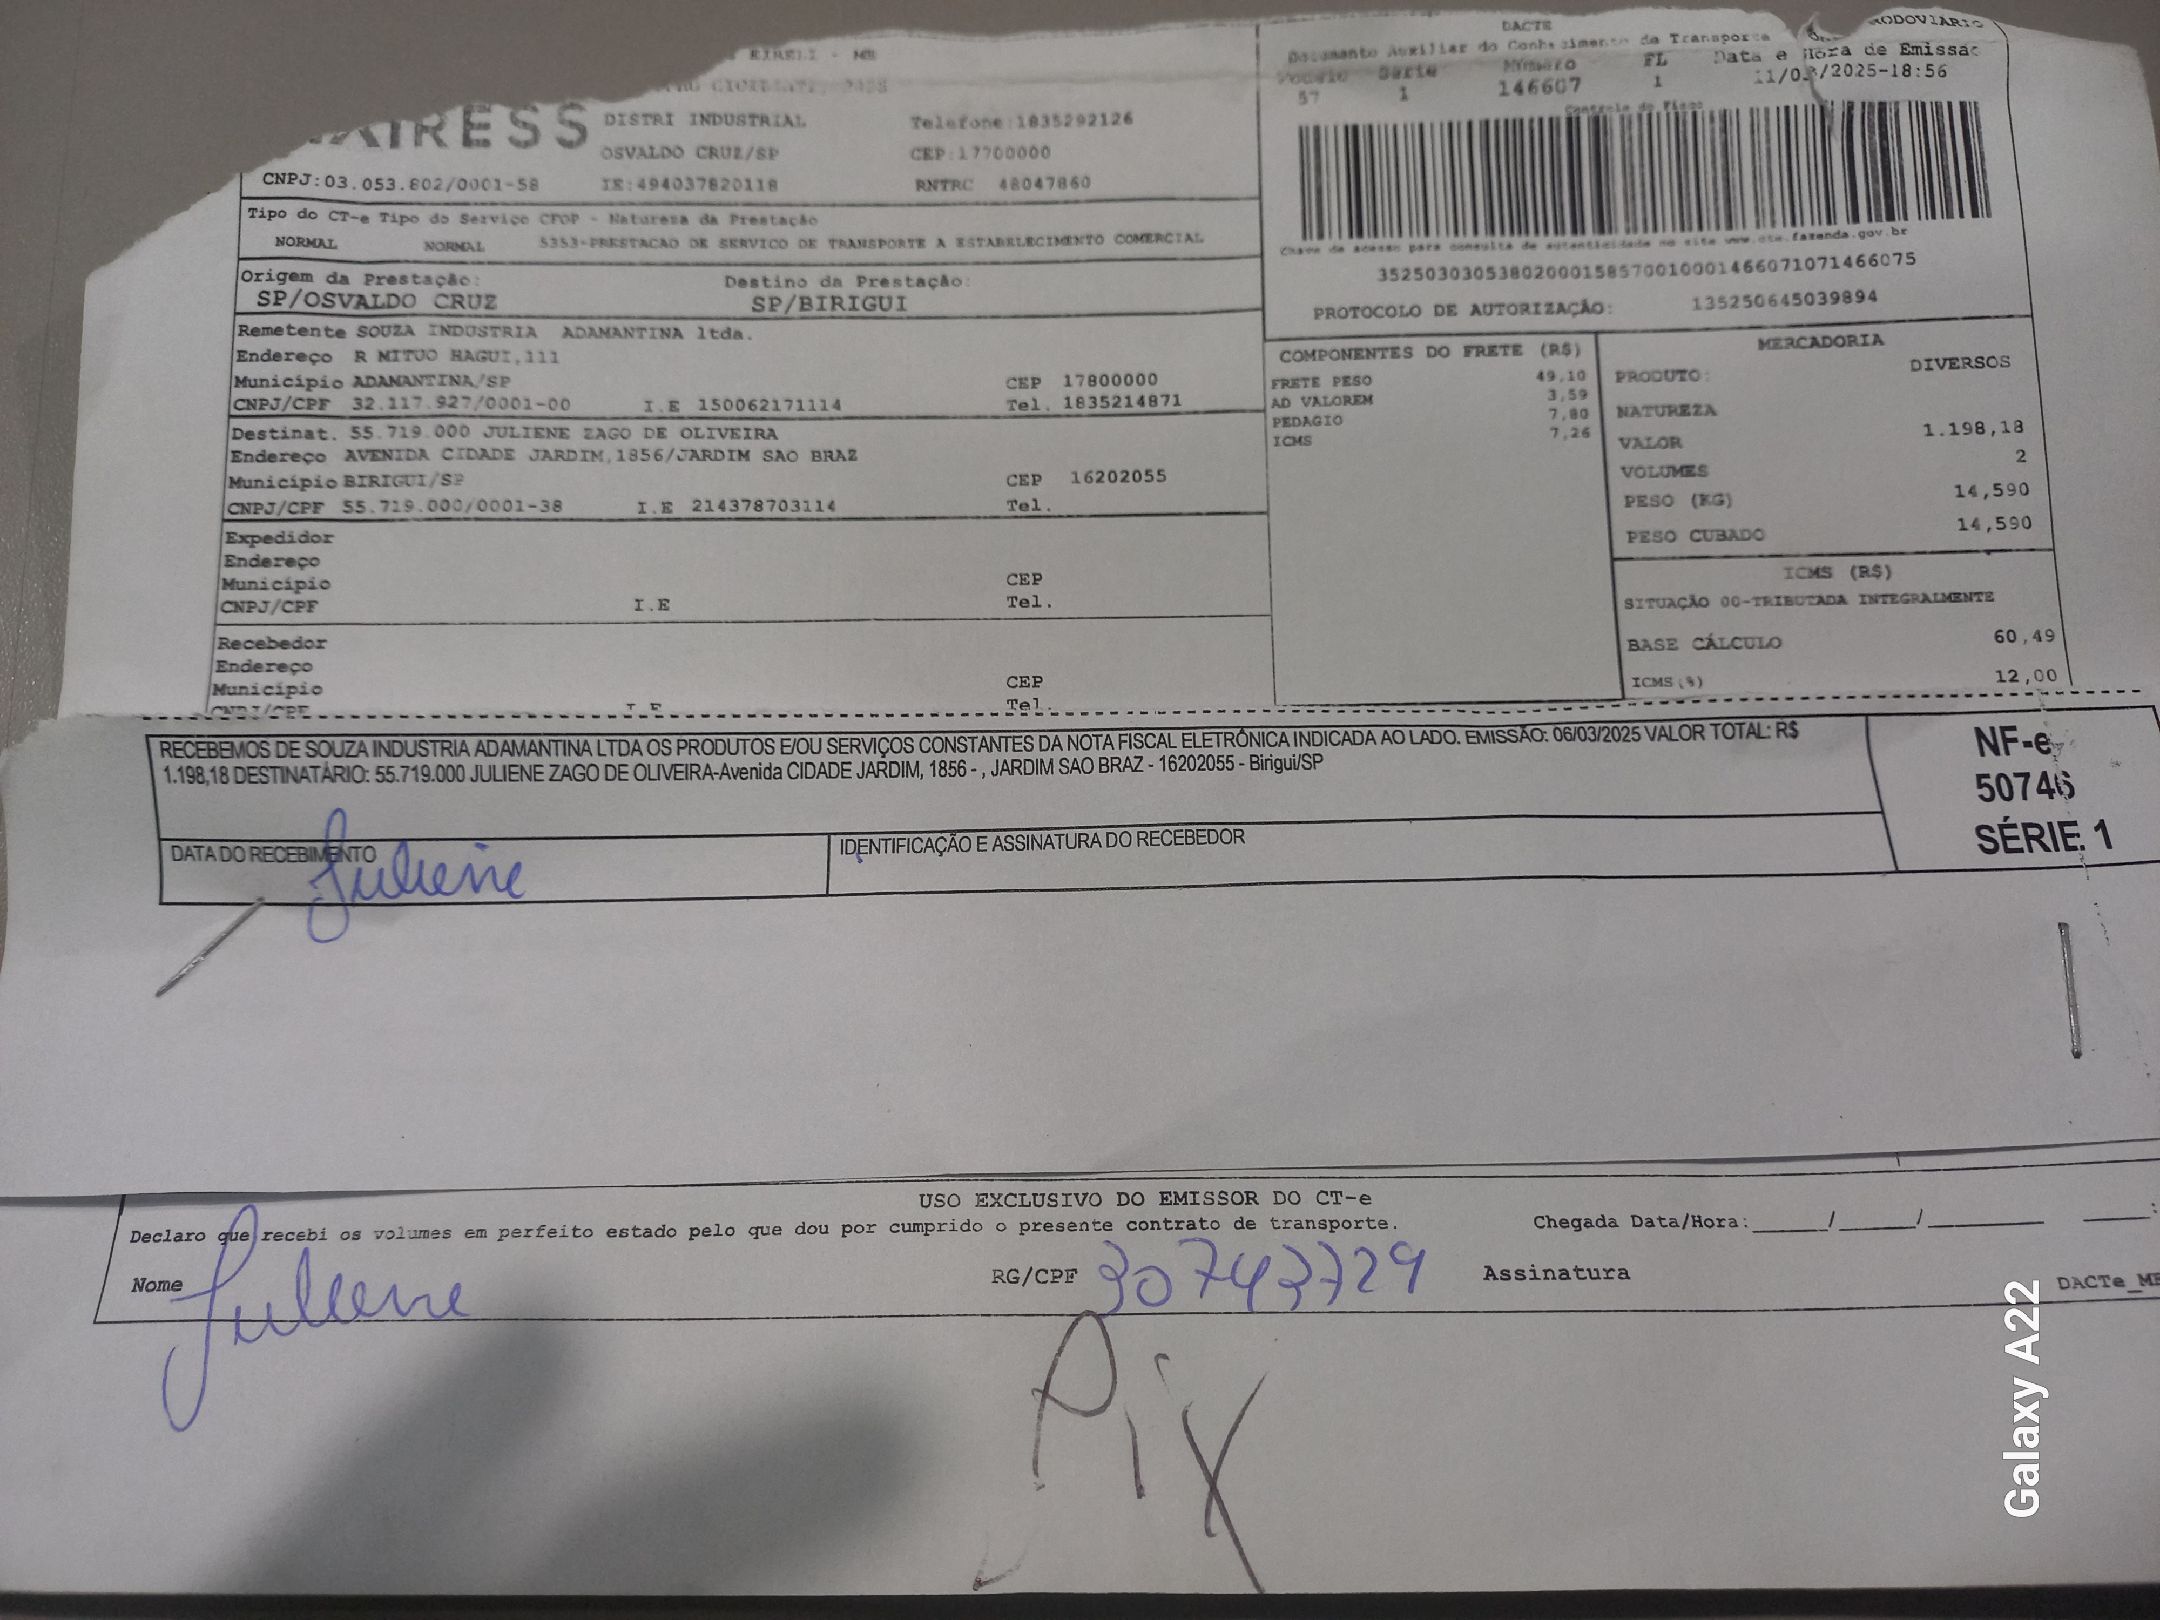 EIRELI - ME
DACTE
RODOVIARIO
Documento Auxiliar do Conhecimento de Transporte
Modelo Serie Número FL Data e Hora de Emissão
57 1 146607 1 11/03/2025-18:56
Controle do Fisco
RESS
DISTRI INDUSTRIAL Telefone:1835292126
OSVALDO CRUZ/SP CEP:17700000
CNPJ:03.053.802/0001-58 IE:494037820118 RNTRC 48047860
Tipo do CT-e Tipo do Serviço CFOP - Natureza da Prestação
NORMAL NORMAL 5353-PRESTACAO DE SERVICO DE TRANSPORTE A ESTABELECIMENTO COMERCIAL
Chave de acesso para consulta de autenticidade no site www.cte.fazenda.gov.br
35250303053802000158570010001466071071466075
PROTOCOLO DE AUTORIZAÇÃO: 135250645039894
Origem da Prestação: Destino da Prestação:
SP/OSVALDO CRUZ SP/BIRIGUI
Remetente SOUZA INDUSTRIA ADAMANTINA ltda.
Endereço R MITUO HAGUI,111
Município ADAMANTINA/SP CEP 17800000
CNPJ/CPF 32.117.927/0001-00 I.E 150062171114 Tel. 1835214871
Destinat. 55.719.000 JULIENE ZAGO DE OLIVEIRA
Endereço AVENIDA CIDADE JARDIM,1856/JARDIM SAO BRAZ
Município BIRIGUI/SP CEP 16202055
CNPJ/CPF 55.719.000/0001-38 I.E 214378703114 Tel.
Expedidor
Endereço
Município CEP
CNPJ/CPF I.E Tel.
Recebedor
Endereço
Município CEP
CNPJ/CPF I.E Tel.
COMPONENTES DO FRETE (R$)
FRETE PESO 49,10
AD VALOREM 3,59
PEDAGIO 7,80
ICMS 7,26
MERCADORIA
PRODUTO: DIVERSOS
NATUREZA
VALOR 1.198,18
VOLUMES 2
PESO (KG) 14,590
PESO CUBADO 14,590
ICMS (R$)
SITUAÇÃO 00-TRIBUTADA INTEGRALMENTE
BASE CÁLCULO 60,49
ICMS(%) 12,00
RECEBEMOS DE SOUZA INDUSTRIA ADAMANTINA LTDA OS PRODUTOS E/OU SERVIÇOS CONSTANTES DA NOTA FISCAL ELETRÔNICA INDICADA AO LADO. EMISSÃO: 06/03/2025 VALOR TOTAL: R$
1.198,18 DESTINATÁRIO: 55.719.000 JULIENE ZAGO DE OLIVEIRA-Avenida CIDADE JARDIM, 1856 - , JARDIM SAO BRAZ - 16202055 - Birigui/SP
NF-e
50746
SÉRIE 1
DATA DO RECEBIMENTO IDENTIFICAÇÃO E ASSINATURA DO RECEBEDOR
Juliene
USO EXCLUSIVO DO EMISSOR DO CT-e
Declaro que recebi os volumes em perfeito estado pelo que dou por cumprido o presente contrato de transporte. Chegada Data/Hora:_____/_____/________ ____:
Nome Juliene RG/CPF 30743729 Assinatura
DACTe_ME
Pix
Galaxy A22